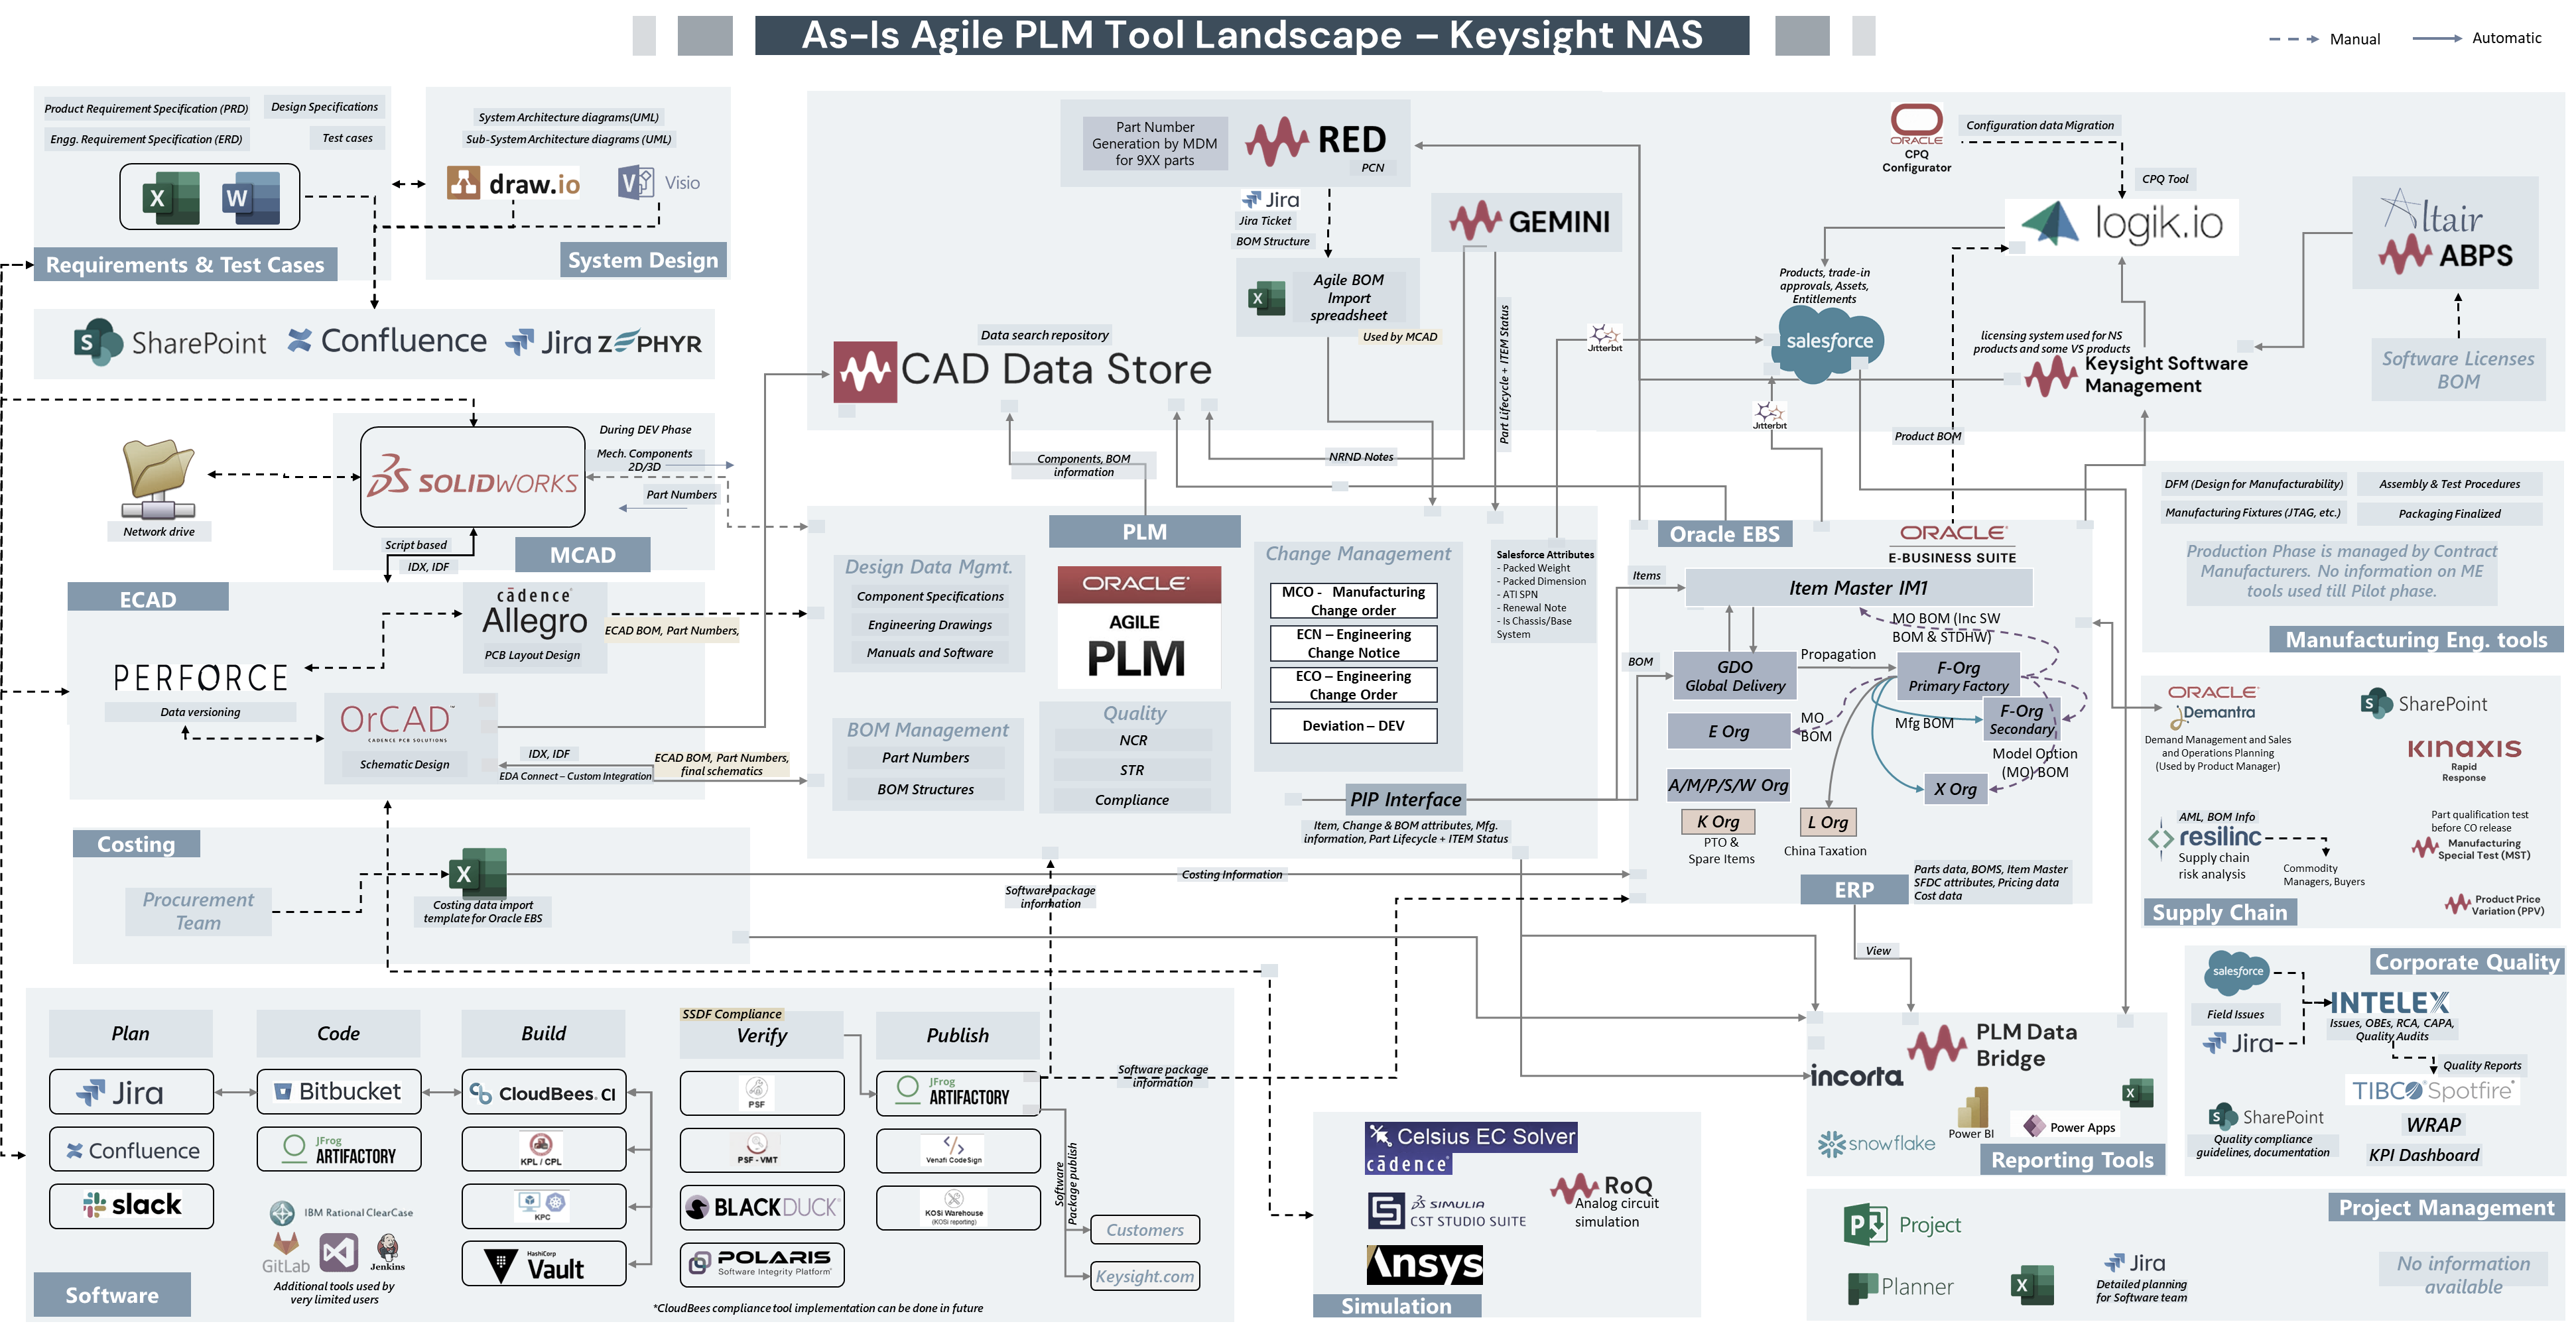 As-Is Agile PLM Tool Landscape – Keysight NAS
Manual
Automatic
Product Requirement Specification (PRD)
Design Specifications
Engg. Requirement Specification (ERD)
Test cases
X
W
Requirements & Test Cases
System Architecture diagrams(UML)
Sub-System Architecture diagrams (UML)
draw.io
Visio
System Design
SharePoint
Confluence
Jira
ZEPHYR
Network drive
SOLIDWORKS
During DEV Phase
Mech. Components
2D/3D
Part Numbers
Script based
IDX, IDF
MCAD
ECAD
cādence
Allegro
PCB Layout Design
ECAD BOM, Part Numbers,
PERFORCE
Data versioning
OrCAD
CADENCE PCB SOLUTIONS
Schematic Design
IDX, IDF
EDA Connect – Custom Integration
ECAD BOM, Part Numbers,
final schematics
Costing
Procurement
Team
X
Costing data import
template for Oracle EBS
Costing Information
Part Number
Generation by MDM
for 9XX parts
RED
PCN
Jira
Jira Ticket
BOM Structure
GEMINI
Agile BOM
Import
spreadsheet
Used by MCAD
Data search repository
CAD Data Store
Components, BOM
information
NRND Notes
Part Lifecycle + ITEM Status
Jitterbit
Jitterbit
PLM
Design Data Mgmt.
Component Specifications
Engineering Drawings
Manuals and Software
BOM Management
Part Numbers
BOM Structures
ORACLE
AGILE
PLM
Quality
NCR
STR
Compliance
Change Management
MCO - Manufacturing
Change order
ECN – Engineering
Change Notice
ECO – Engineering
Change Order
Deviation – DEV
PIP Interface
Item, Change & BOM attributes, Mfg.
information, Part Lifecycle + ITEM Status
Salesforce Attributes
- Packed Weight
- Packed Dimension
- ATI SPN
- Renewal Note
- Is Chassis/Base
System
ORACLE
CPQ
Configurator
Configuration data Migration
CPQ Tool
logik.io
Altair
ABPS
Software Licenses
BOM
Products, trade-in
approvals, Assets,
Entitlements
salesforce
licensing system used for NS
products and some VS products
Keysight Software
Management
Product BOM
Oracle EBS
ORACLE
E-BUSINESS SUITE
Items
Item Master IM1
BOM
GDO
Global Delivery
Propagation
MO BOM (Inc SW
BOM & STDHW)
F-Org
Primary Factory
F-Org
Secondary
E Org
MO
BOM
Mfg BOM
Model Option
(MO) BOM
A/M/P/S/W Org
X Org
K Org
PTO &
Spare Items
L Org
China Taxation
ERP
Parts data, BOMS, Item Master
SFDC attributes, Pricing data
Cost data
View
DFM (Design for Manufacturability)
Assembly & Test Procedures
Manufacturing Fixtures (JTAG, etc.)
Packaging Finalized
Production Phase is managed by Contract
Manufacturers. No information on ME
tools used till Pilot phase.
Manufacturing Eng. tools
ORACLE
Demantra
Demand Management and Sales
and Operations Planning
(Used by Product Manager)
SharePoint
KINAXIS
Rapid
Response
AML, BOM Info
resilinc
Supply chain
risk analysis
Commodity
Managers, Buyers
Part qualification test
before CO release
Manufacturing
Special Test (MST)
Product Price
Variation (PPV)
Supply Chain
Corporate Quality
salesforce
Field Issues
Jira
INTELEX
Issues, OBEs, RCA, CAPA,
Quality Audits
Quality Reports
TIBCO Spotfire
SharePoint
Quality compliance
guidelines, documentation
WRAP
KPI Dashboard
Software package
information
Software package
information
PLM Data
Bridge
incorta
snowflake
Power BI
Power Apps
X
Reporting Tools
Project Management
Project
Planner
X
Jira
Detailed planning
for Software team
No information
available
Plan
Code
Build
SSDF Compliance
Verify
Publish
Jira
Bitbucket
CloudBees. CI
PSF
JFrog
ARTIFACTORY
Confluence
JFrog
ARTIFACTORY
KPL / CPL
PSF - VMT
Venafi CodeSign
slack
KPC
BLACKDUCK
KOSi Warehouse
(KOSi reporting)
IBM Rational ClearCase
GitLab
Jenkins
Additional tools used by
very limited users
HashiCorp
Vault
POLARIS
Software Integrity Platform
Software
Package publish
Customers
Keysight.com
Software
*CloudBees compliance tool implementation can be done in future
Celsius EC Solver
cādence
SIMULIA
CST STUDIO SUITE
RoQ
Analog circuit
simulation
Ansys
Simulation